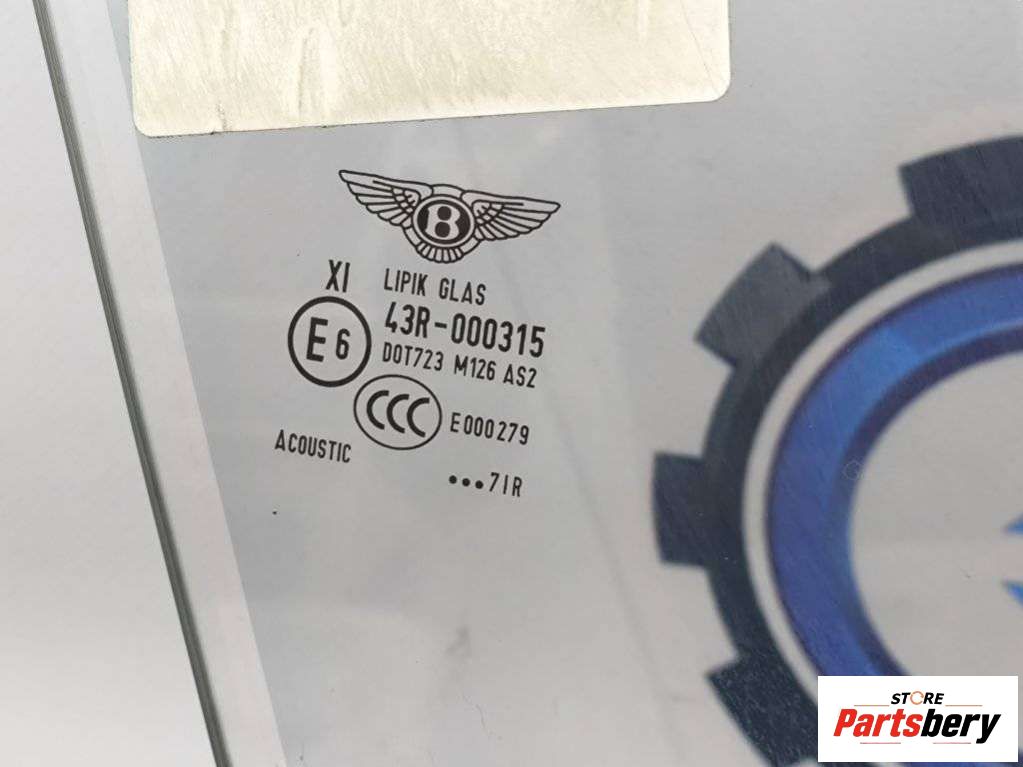 B
XI
LIPIK GLAS
E6
43R-000315
DOT723 M126 AS2
CCC
E000279
ACOUSTIC
•••71R
STORE
Partsbery